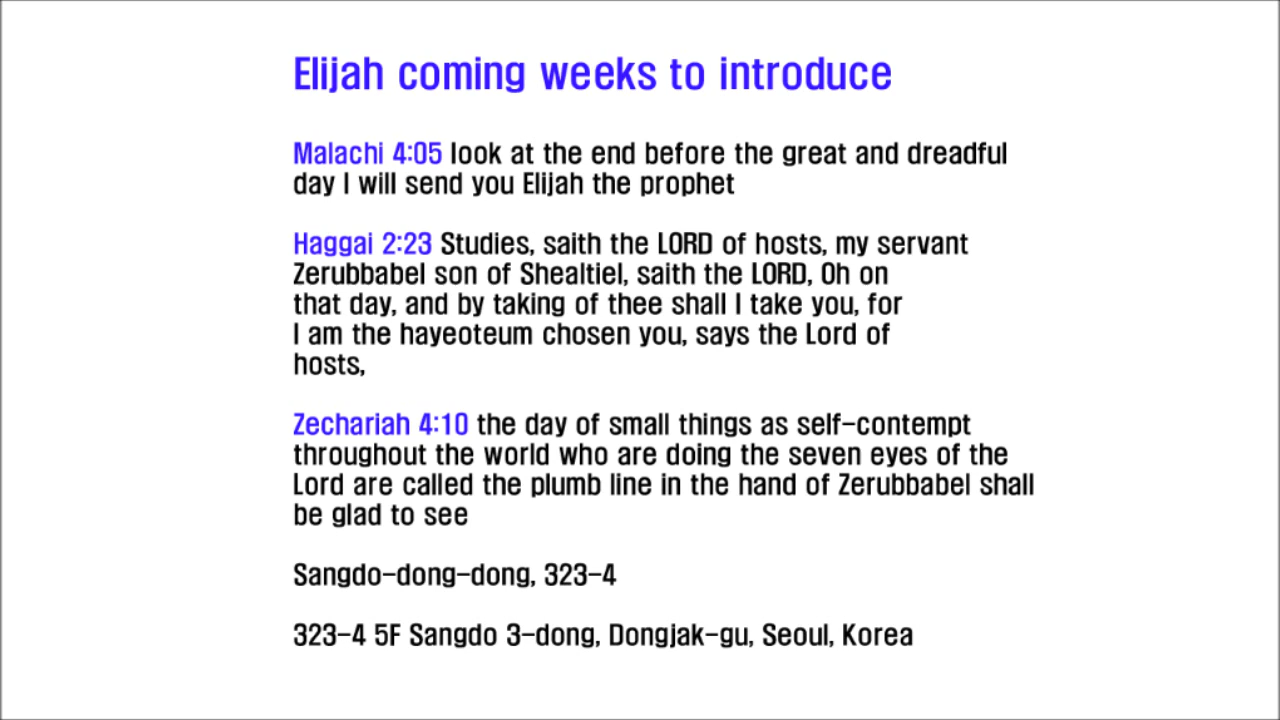 Elijah coming weeks to introduce
Malachi 4:05 look at the end before the great and dreadful
day I will send you Elijah the prophet
Haggai 2:23 Studies, saith the LORD of hosts, my servant
Zerubbabel son of Shealtiel, saith the LORD, Oh on
that day, and by taking of thee shall I take you, for
I am the hayeoteum chosen you, says the Lord of
hosts,
Zechariah 4:10 the day of small things as self-contempt
throughout the world who are doing the seven eyes of the
Lord are called the plumb line in the hand of Zerubbabel shall
be glad to see
Sangdo-dong-dong, 323-4
323-4 5F Sangdo 3-dong, Dongjak-gu, Seoul, Korea